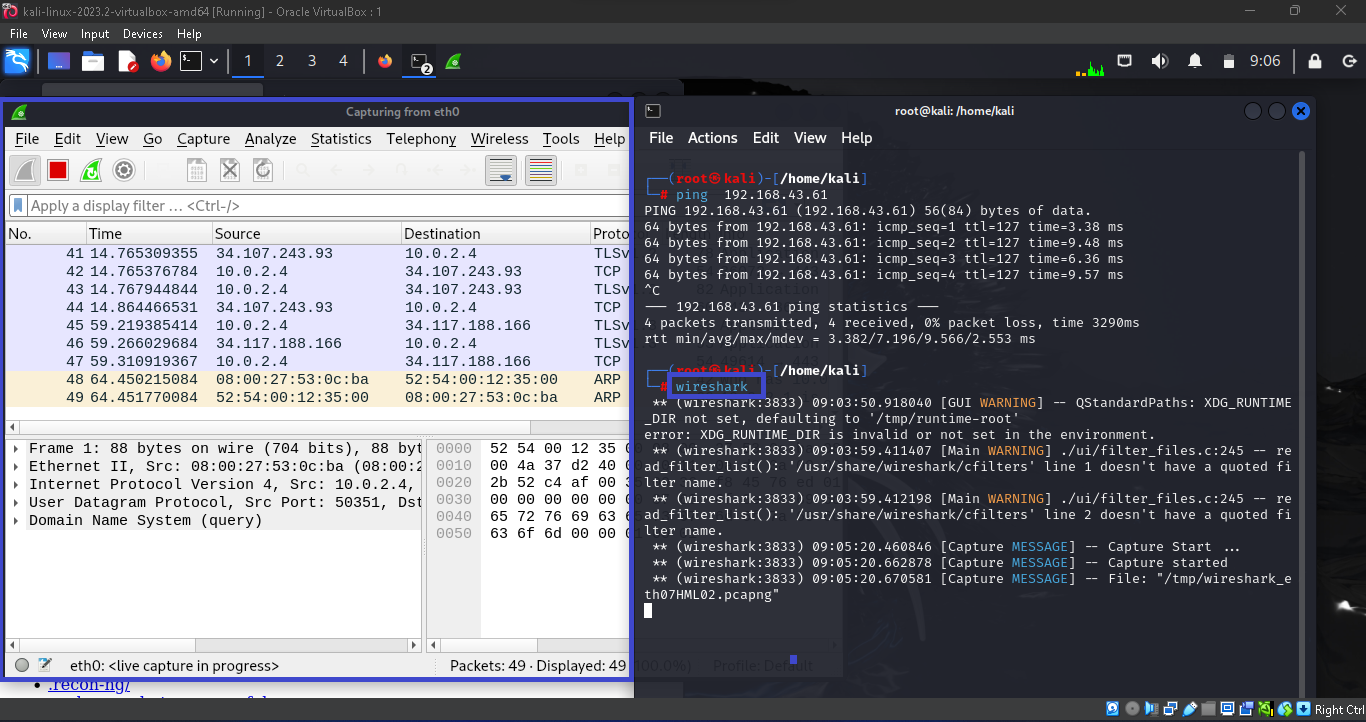 kali-linux-2023.2-virtualbox-amd64 [Running] - Oracle VirtualBox : 1
File View Input Devices Help
1 2 3 4
2
9:06
Capturing from eth0
File Edit View Go Capture Analyze Statistics Telephony Wireless Tools Help
Apply a display filter … <Ctrl-/>
No. Time Source Destination Proto
41 14.765309355 34.107.243.93 10.0.2.4 TLSv
42 14.765376784 10.0.2.4 34.107.243.93 TCP
43 14.767944844 10.0.2.4 34.107.243.93 TLSv
44 14.864466531 34.107.243.93 10.0.2.4 TCP
45 59.219385414 10.0.2.4 34.117.188.166 TLSv
46 59.266029684 34.117.188.166 10.0.2.4 TLSv
47 59.310919367 10.0.2.4 34.117.188.166 TCP
48 64.450215084 08:00:27:53:0c:ba 52:54:00:12:35:00 ARP
49 64.451770084 52:54:00:12:35:00 08:00:27:53:0c:ba ARP
Frame 1: 88 bytes on wire (704 bits), 88 byt
Ethernet II, Src: 08:00:27:53:0c:ba (08:00:2
Internet Protocol Version 4, Src: 10.0.2.4,
User Datagram Protocol, Src Port: 50351, Dst
Domain Name System (query)
0000 52 54 00 12 35 0
0010 00 4a 37 d2 40 0
0020 2b 52 c4 af 00 3
0030 00 00 00 00 00 0
0040 65 72 76 69 63 6
0050 63 6f 6d 00 00 0
eth0: <live capture in progress>
Packets: 49 · Displayed: 49 (100.0%)
Profile: Default
.recon-ng/
root@kali: /home/kali
File Actions Edit View Help
┌──(root㉿kali)-[/home/kali]
└─# ping 192.168.43.61
PING 192.168.43.61 (192.168.43.61) 56(84) bytes of data.
64 bytes from 192.168.43.61: icmp_seq=1 ttl=127 time=3.38 ms
64 bytes from 192.168.43.61: icmp_seq=2 ttl=127 time=9.48 ms
64 bytes from 192.168.43.61: icmp_seq=3 ttl=127 time=6.36 ms
64 bytes from 192.168.43.61: icmp_seq=4 ttl=127 time=9.57 ms
^C
--- 192.168.43.61 ping statistics ---
4 packets transmitted, 4 received, 0% packet loss, time 3290ms
rtt min/avg/max/mdev = 3.382/7.196/9.566/2.553 ms
┌──(root㉿kali)-[/home/kali]
└─# wireshark
** (wireshark:3833) 09:03:50.918040 [GUI WARNING] -- QStandardPaths: XDG_RUNTIME
_DIR not set, defaulting to '/tmp/runtime-root'
error: XDG_RUNTIME_DIR is invalid or not set in the environment.
** (wireshark:3833) 09:03:59.411407 [Main WARNING] ./ui/filter_files.c:245 -- re
ad_filter_list(): '/usr/share/wireshark/cfilters' line 1 doesn't have a quoted fi
lter name.
** (wireshark:3833) 09:03:59.412198 [Main WARNING] ./ui/filter_files.c:245 -- re
ad_filter_list(): '/usr/share/wireshark/cfilters' line 2 doesn't have a quoted fi
lter name.
** (wireshark:3833) 09:05:20.460846 [Capture MESSAGE] -- Capture Start ...
** (wireshark:3833) 09:05:20.662878 [Capture MESSAGE] -- Capture started
** (wireshark:3833) 09:05:20.670581 [Capture MESSAGE] -- File: "/tmp/wireshark_e
th07HML02.pcapng"
Right Ctrl